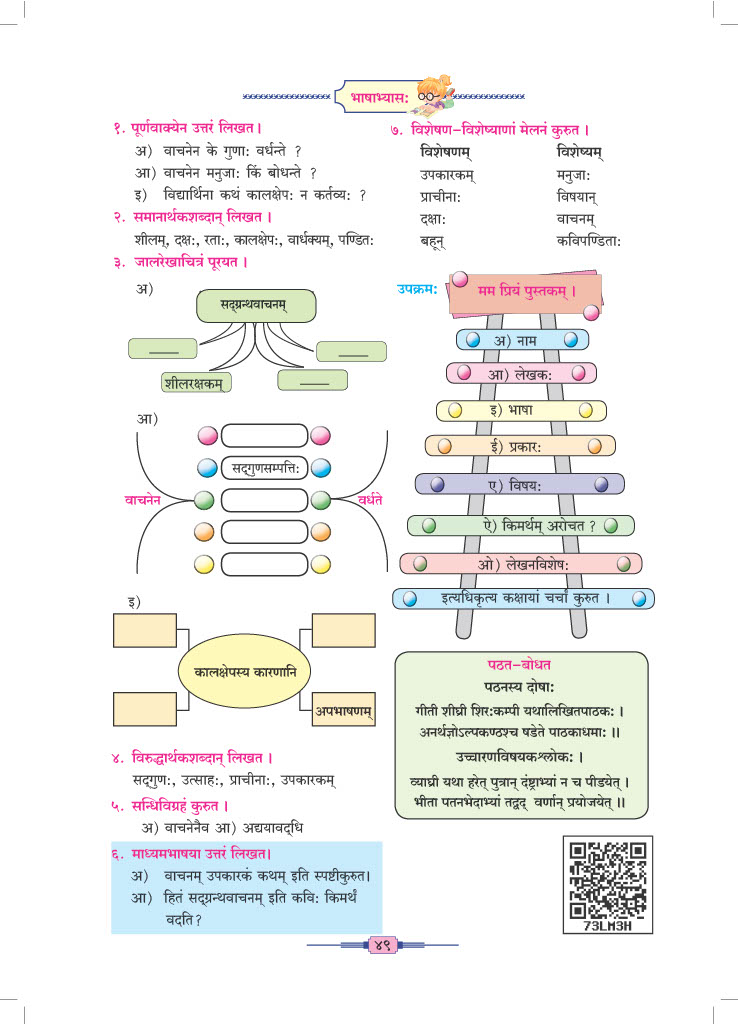 भाषाभ्यासः
१. पूर्णवाक्येन उत्तरं लिखत।
अ) वाचनेन के गुणाः वर्धन्ते ?
आ) वाचनेन मनुजाः किं बोधन्ते ?
इ) विद्यार्थिना कथं कालक्षेपः न कर्तव्यः ?
२. समानार्थकशब्दान् लिखत ।
शीलम्, दक्षः, रताः, कालक्षेपः, वार्धक्यम्, पण्डितः
३. जालरेखाचित्रं पूरयत ।
अ)
सद्ग्रन्थवाचनम्
शीलरक्षकम्
आ)
सद्गुणसम्पत्तिः
वाचनेन
वर्धते
इ)
कालक्षेपस्य कारणानि
अपभाषणम्
४. विरुद्धार्थकशब्दान् लिखत ।
सद्गुणः, उत्साहः, प्राचीनाः, उपकारकम्
५. सन्धिविग्रहं कुरुत ।
अ) वाचनेनैव आ) अद्ययावद्धि
६. माध्यमभाषया उत्तरं लिखत।
अ) वाचनम् उपकारकं कथम् इति स्पष्टीकुरुत।
आ) हितं सद्ग्रन्थवाचनम् इति कविः किमर्थं
वदति?
७. विशेषण-विशेष्याणां मेलनं कुरुत ।
विशेषणम् विशेष्यम्
उपकारकम् मनुजाः
प्राचीनाः विषयान्
दक्षाः वाचनम्
बहून् कविपण्डिताः
उपक्रमः
मम प्रियं पुस्तकम् ।
अ) नाम
आ) लेखकः
इ) भाषा
ई) प्रकारः
ए) विषयः
ऐ) किमर्थम् अरोचत ?
ओ) लेखनविशेषः
इत्यधिकृत्य कक्षायां चर्चां कुरुत ।
पठत-बोधत
पठनस्य दोषाः
गीती शीघ्री शिरःकम्पी यथालिखितपाठकः ।
अनर्थज्ञोऽल्पकण्ठश्च षडेते पाठकाधमाः ॥
उच्चारणविषयकश्लोकः ।
व्याघ्री यथा हरेत् पुत्रान् दंष्ट्राभ्यां न च पीडयेत् ।
भीता पतनभेदाभ्यां तद्वद् वर्णान् प्रयोजयेत् ॥
73LM3H
४९